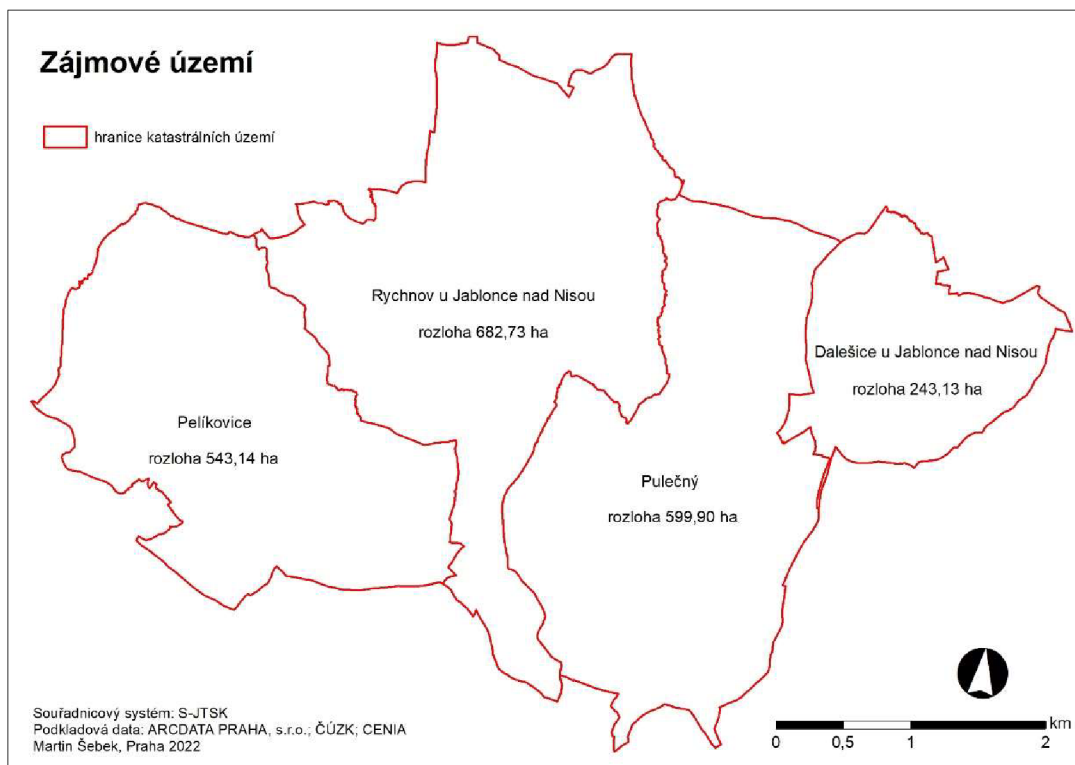 Zájmové území
hranice katastrálních území
Rychnov u Jablonce nad Nisou
rozloha 682,73 ha
Dalešice u Jablonce nad Nisou
rozloha 243,13 ha
Pelíkovice
rozloha 543,14 ha
Pulečný
rozloha 599,90 ha
Souřadnicový systém: S-JTSK
Podkladová data: ARCDATA PRAHA, s.r.o.; ČÚZK; CENIA
Martin Šebek, Praha 2022
km
0 0,5 1 2